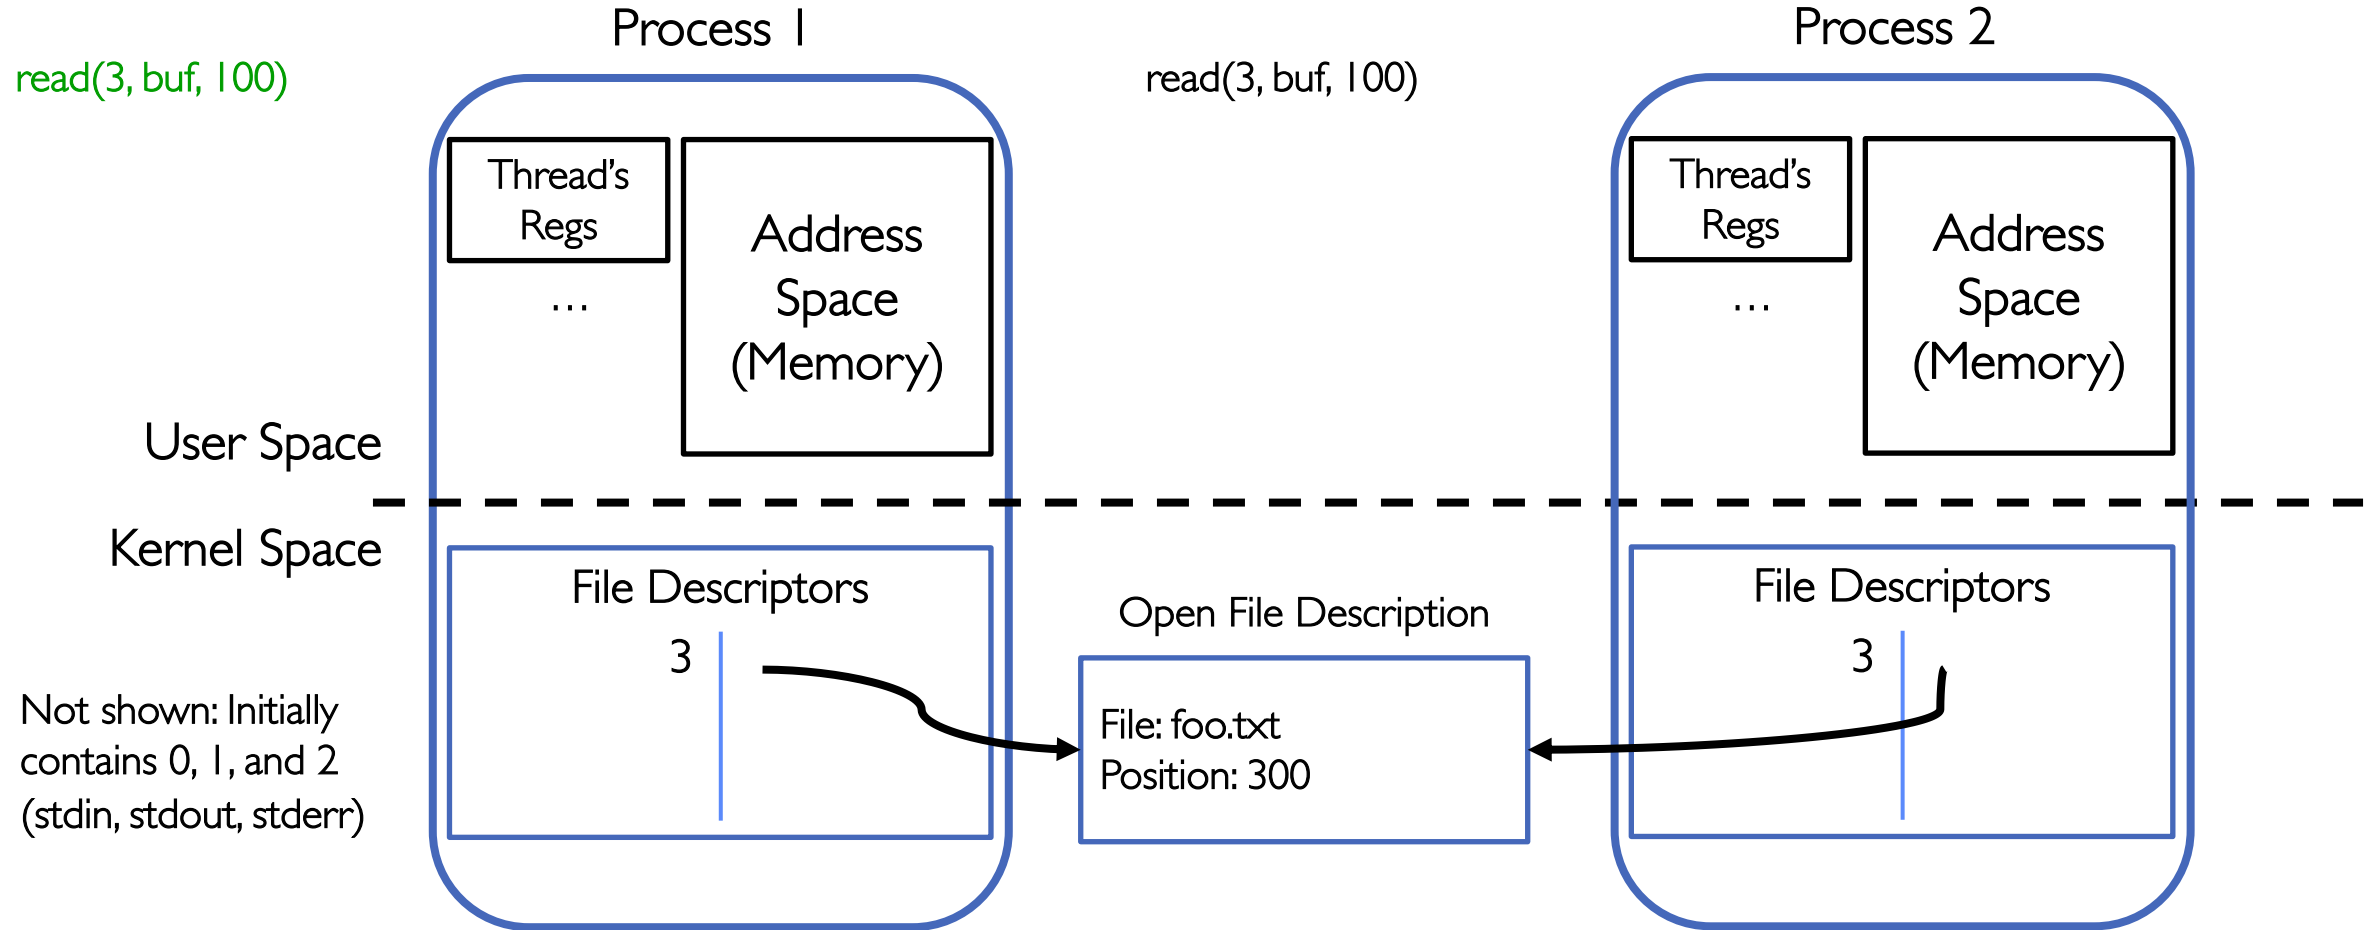 Process 1
Process 2
read(3, buf, 100)
read(3, buf, 100)
Thread’s
Regs
…
Address
Space
(Memory)
Thread’s
Regs
…
Address
Space
(Memory)
User Space
Kernel Space
File Descriptors
3
Open File Description
File: foo.txt
Position: 300
File Descriptors
3
Not shown: Initially
contains 0, 1, and 2
(stdin, stdout, stderr)